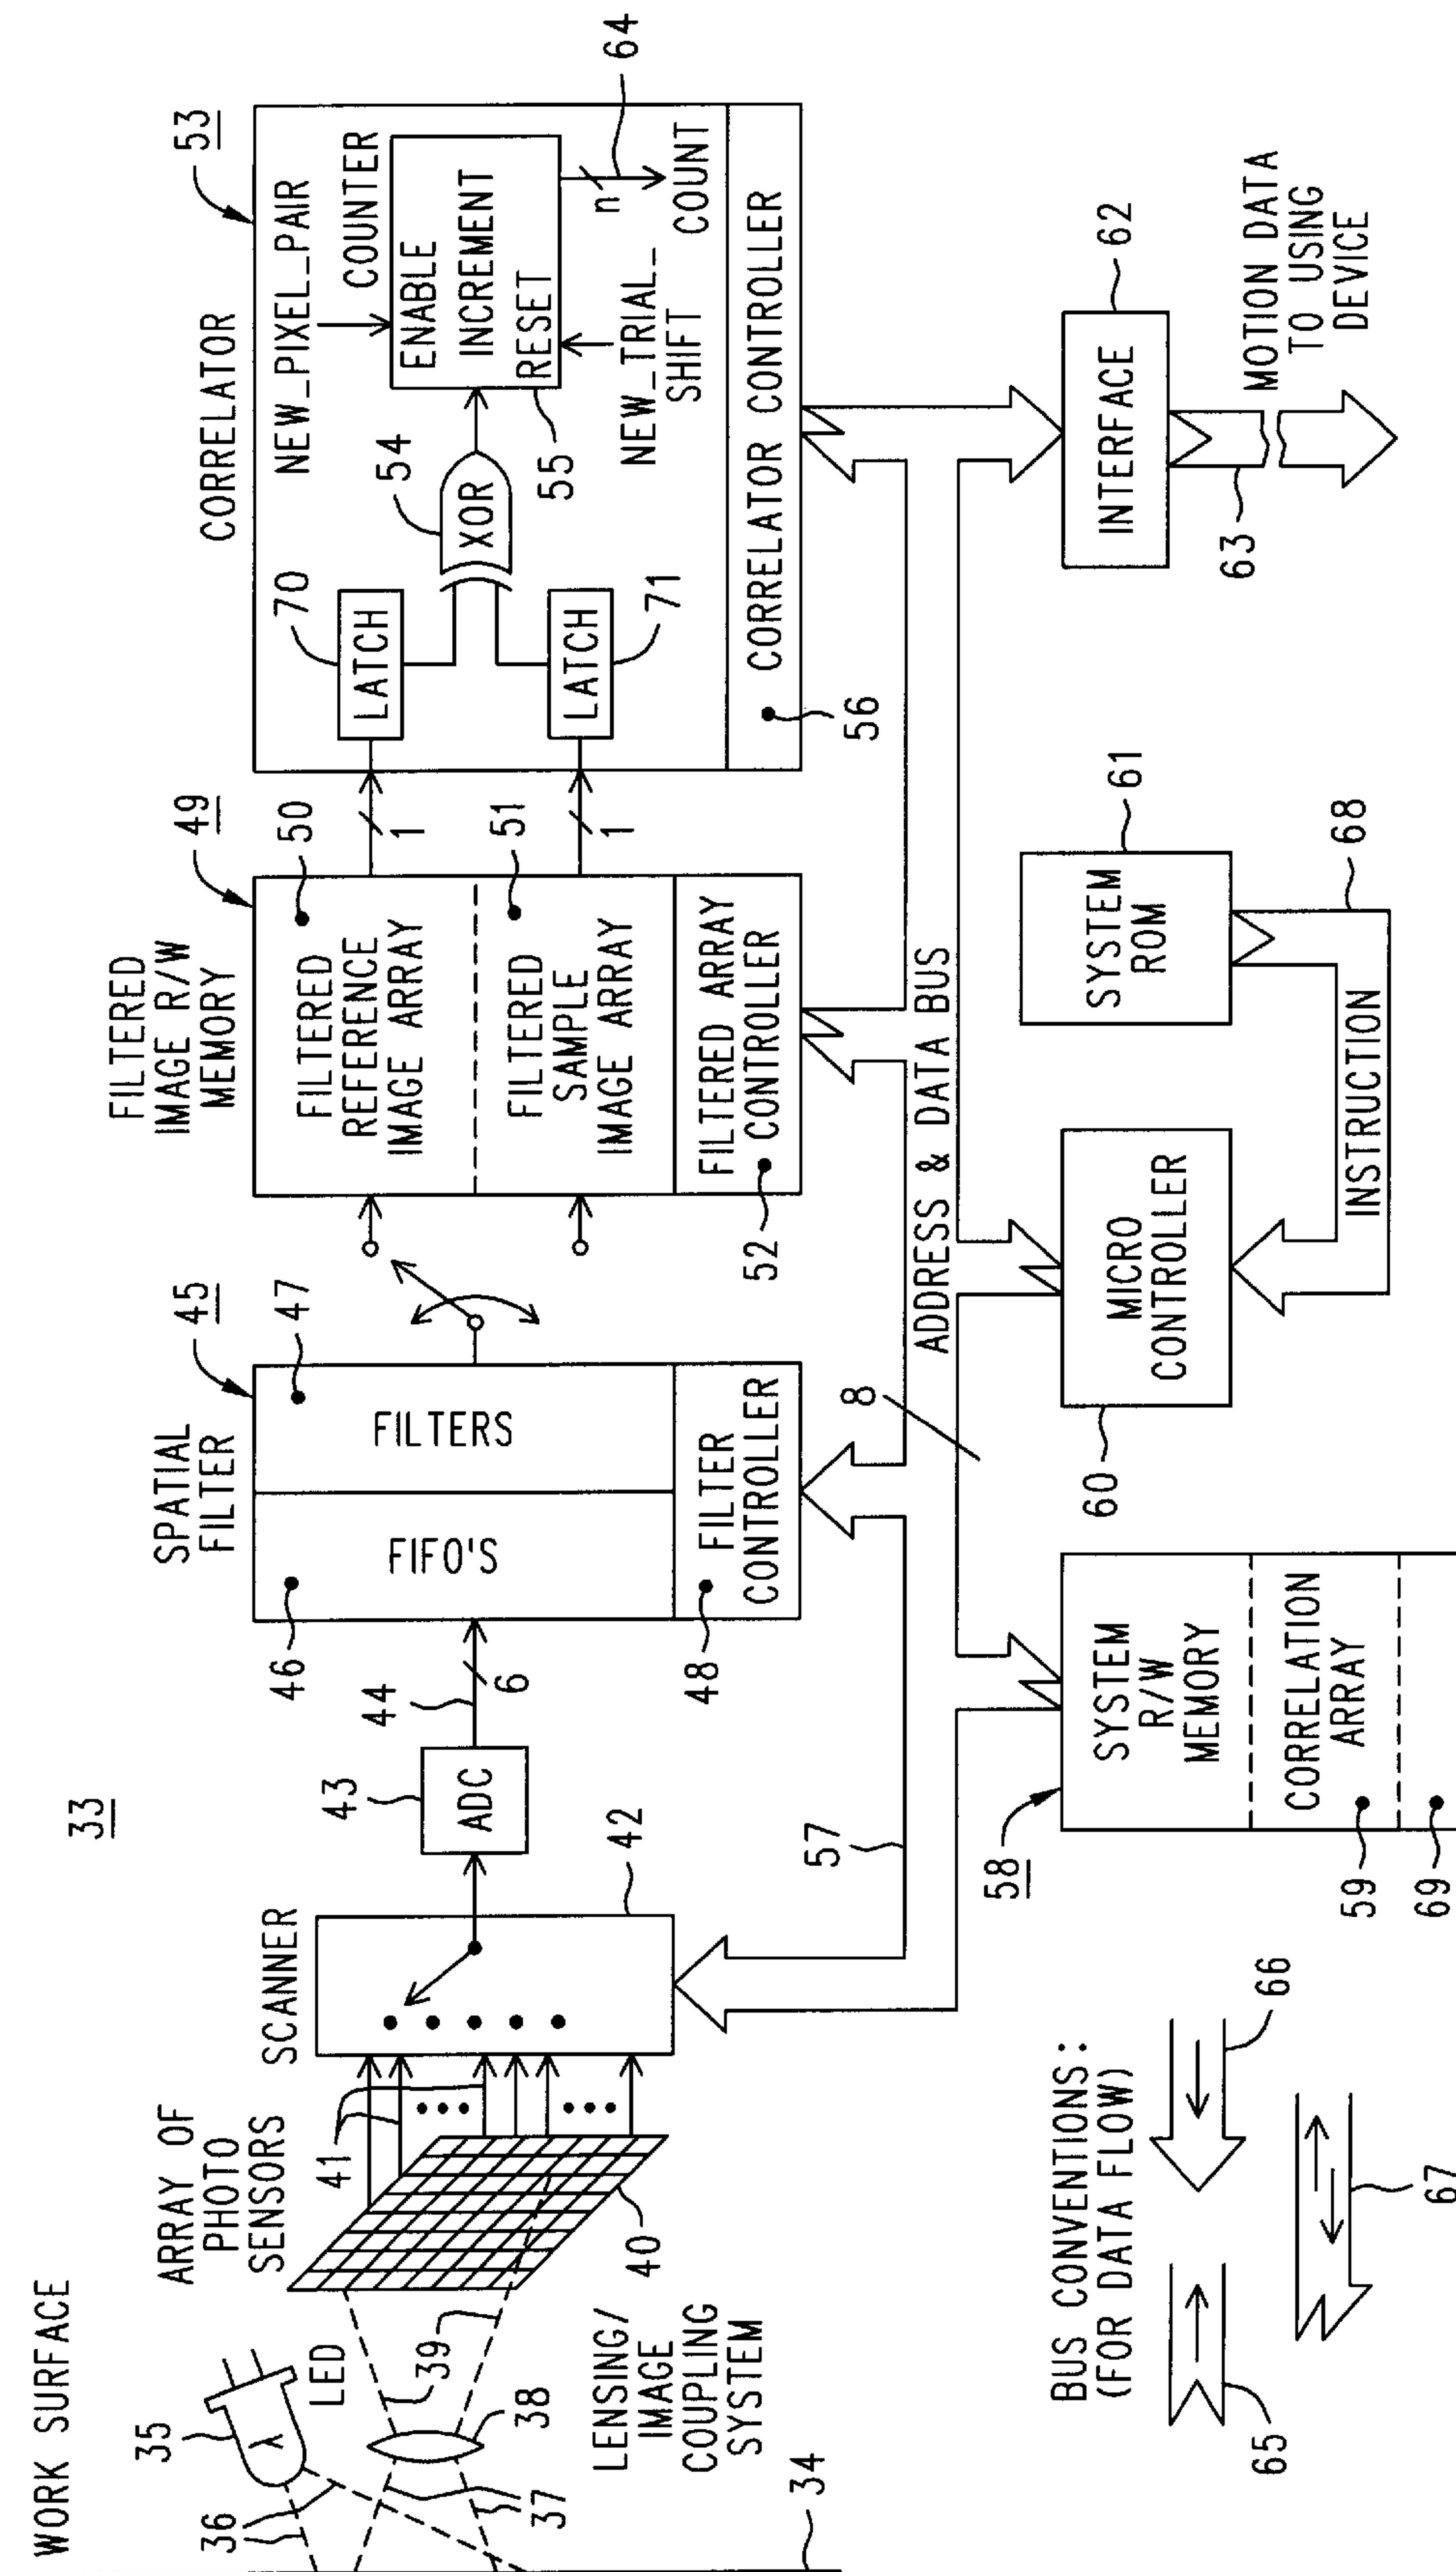 33
WORK SURFACE
34
35
36
LED
λ
37
38
39
LENSING/
IMAGE
COUPLING
SYSTEM
ARRAY OF
PHOTO
SENSORS
40
41
SCANNER
42
43
ADC
44
6
SPATIAL
FILTER
45
46
47
FIFO'S
FILTERS
48
FILTER
CONTROLLER
FILTERED
IMAGE R/W
MEMORY
49
50
FILTERED
REFERENCE
IMAGE ARRAY
51
FILTERED
SAMPLE
IMAGE ARRAY
FILTERED ARRAY
CONTROLLER
52
1
1
CORRELATOR
53
70
LATCH
LATCH
71
54
XOR
NEW_PIXEL_PAIR
COUNTER
ENABLE
INCREMENT
RESET
55
NEW_TRIAL_
SHIFT
n
COUNT
64
CORRELATOR CONTROLLER
56
57
ADDRESS & DATA BUS
8
58
SYSTEM
R/W
MEMORY
CORRELATION
ARRAY
59
69
60
MICRO
CONTROLLER
61
SYSTEM
ROM
INSTRUCTION
68
INTERFACE
62
63
MOTION DATA
TO USING
DEVICE
BUS CONVENTIONS:
(FOR DATA FLOW)
65
66
67